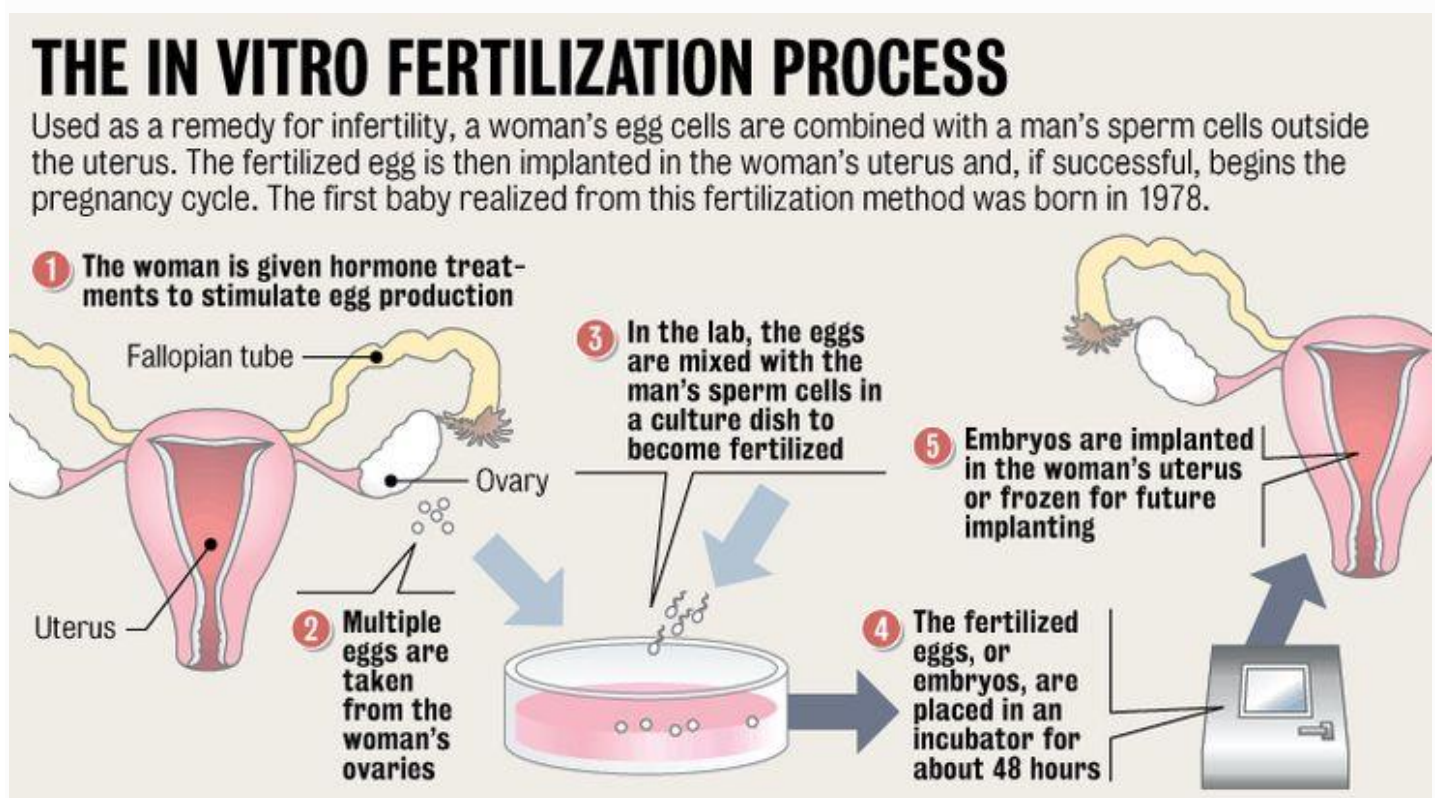 THE IN VITRO FERTILIZATION PROCESS
Used as a remedy for infertility, a woman's egg cells are combined with a man's sperm cells outside
the uterus. The fertilized egg is then implanted in the woman's uterus and, if successful, begins the
pregnancy cycle. The first baby realized from this fertilization method was born in 1978.
1 The woman is given hormone treat-
ments to stimulate egg production
Fallopian tube
Ovary
Uterus
2 Multiple
eggs are
taken
from the
woman's
ovaries
3 In the lab, the eggs
are mixed with the
man's sperm cells in
a culture dish to
become fertilized
4 The fertilized
eggs, or
embryos, are
placed in an
incubator for
about 48 hours
5 Embryos are implanted
in the woman's uterus
or frozen for future
implanting